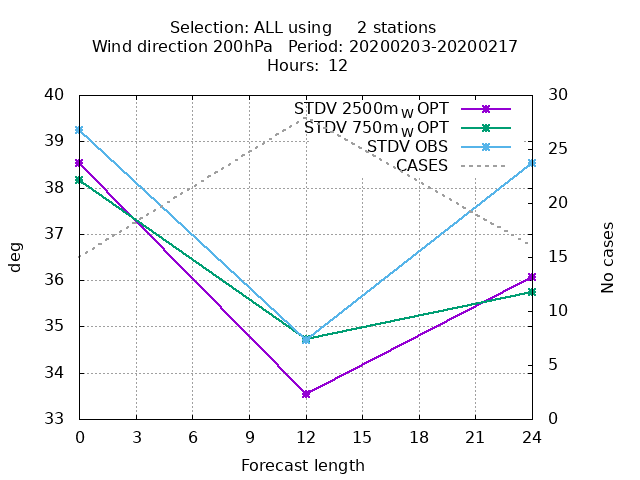 Selection: ALL using 2 stations
Wind direction 200hPa Period: 20200203-20200217
Hours: 12
STDV 2500m W OPT
STDV 750m W OPT
STDV OBS
CASES
40
39
38
37
36
35
34
33
deg
30
25
20
15
10
5
0
No cases
0 3 6 9 12 15 18 21 24
Forecast length